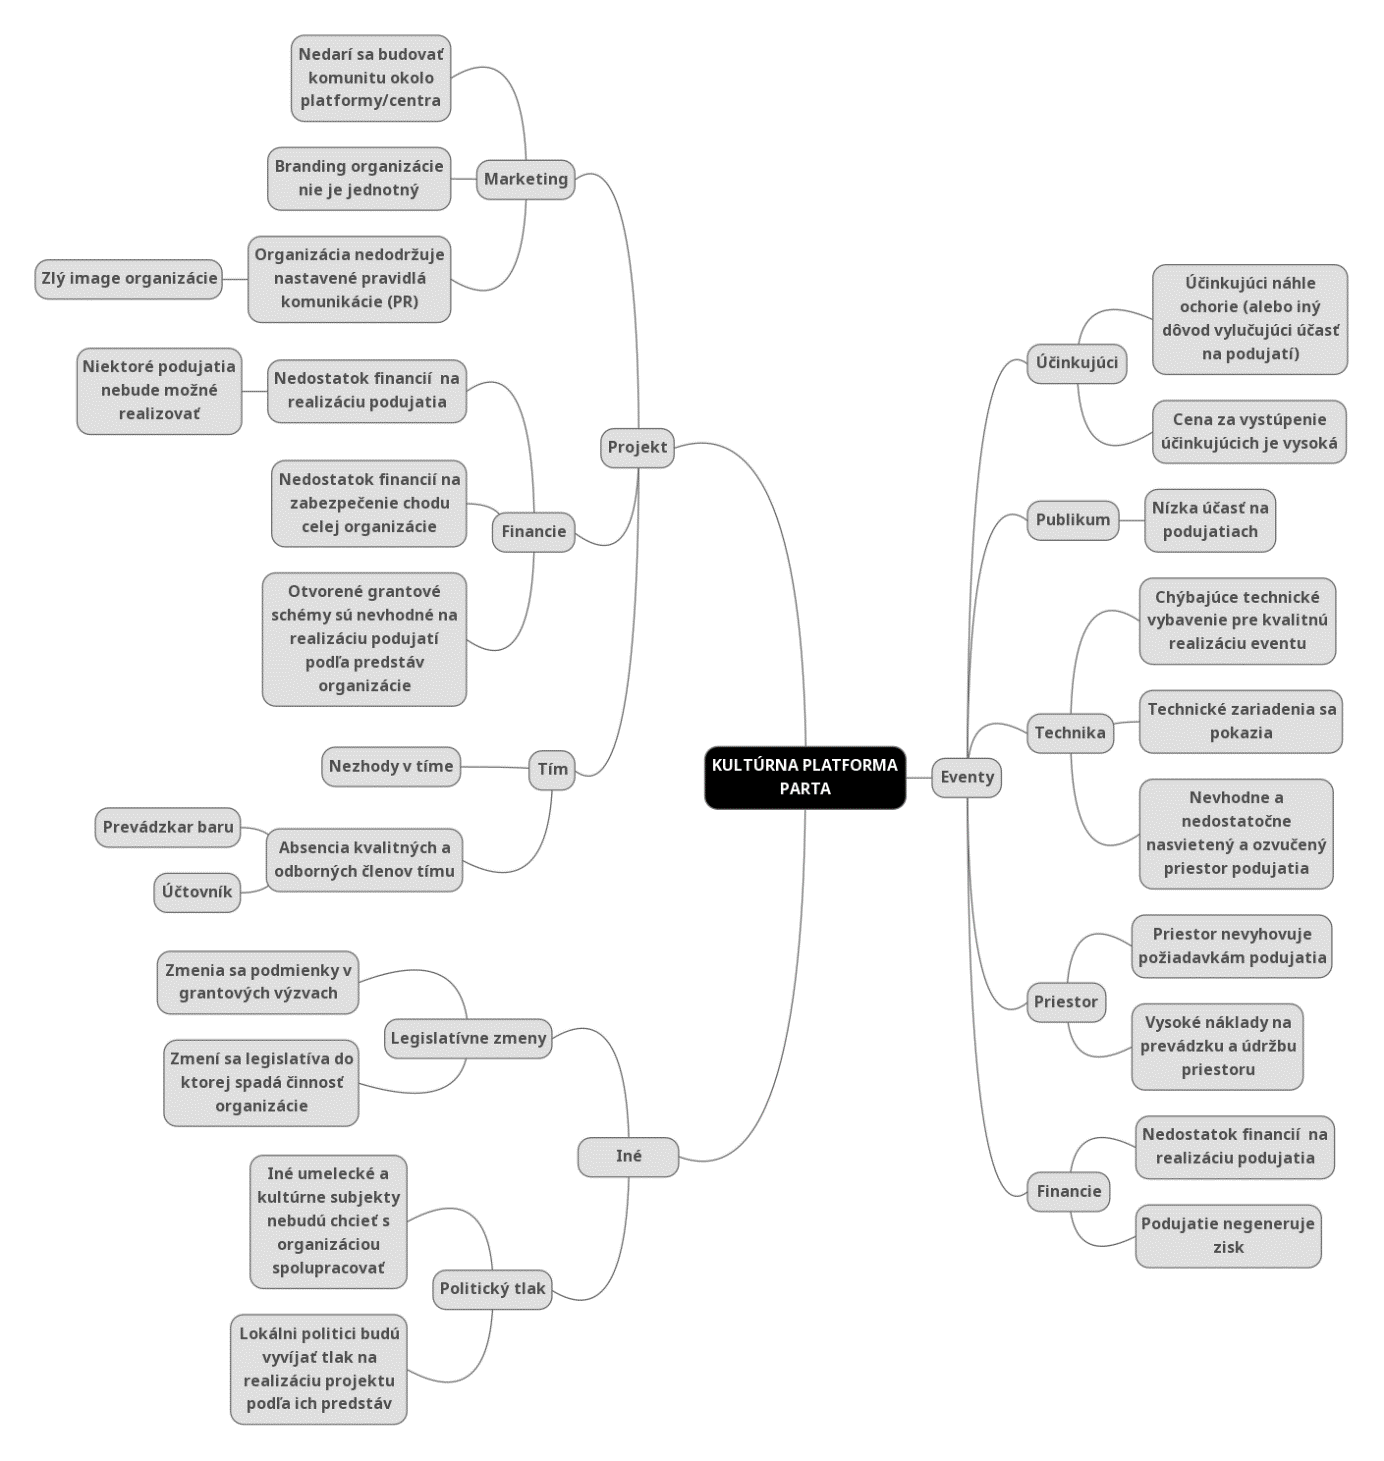 Nedarí sa budovať
komunitu okolo
platformy/centra
Branding organizácie
nie je jednotný
Marketing
Organizácia nedodržuje
nastavené pravidlá
komunikácie (PR)
Zlý image organizácie
Niektoré podujatia
nebude možné
realizovať
Nedostatok financií  na
realizáciu podujatia
Projekt
Nedostatok financií na
zabezpečenie chodu
celej organizácie
Financie
Otvorené grantové
schémy sú nevhodné na
realizáciu podujatí
podľa predstáv
organizácie
Nezhody v tíme
Tím
Prevádzkar baru
Absencia kvalitných a
odborných členov tímu
Účtovník
Zmenia sa podmienky v
grantových výzvach
Legislatívne zmeny
Zmení sa legislatíva do
ktorej spadá činnosť
organizácie
Iné
Iné umelecké a
kultúrne subjekty
nebudú chcieť s
organizáciou
spolupracovať
Politický tlak
Lokálni politici budú
vyvíjať tlak na
realizáciu projektu
podľa ich predstáv
KULTÚRNA PLATFORMA
PARTA
Eventy
Účinkujúci
Účinkujúci náhle
ochorie (alebo iný
dôvod vylučujúci účasť
na podujatí)
Cena za vystúpenie
účinkujúcich je vysoká
Publikum
Nízka účasť na
podujatiach
Technika
Chýbajúce technické
vybavenie pre kvalitnú
realizáciu eventu
Technické zariadenia sa
pokazia
Nevhodne a
nedostatočne
nasvietený a ozvučený
priestor podujatia
Priestor
Priestor nevyhovuje
požiadavkám podujatia
Vysoké náklady na
prevádzku a údržbu
priestoru
Financie
Nedostatok financií  na
realizáciu podujatia
Podujatie negeneruje
zisk